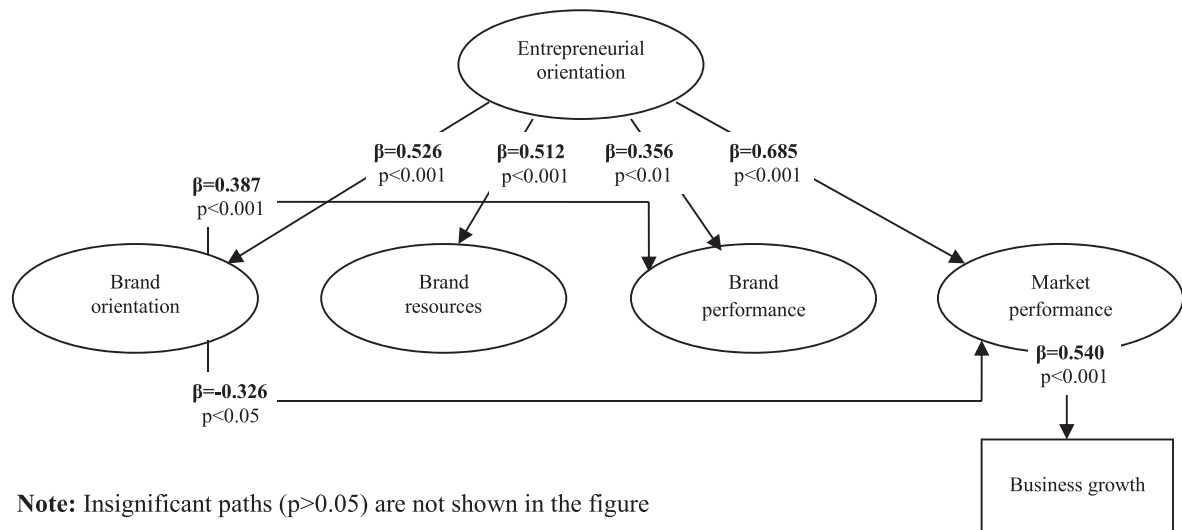 Entrepreneurial
orientation
β=0.526
p<0.001
β=0.512
p<0.001
β=0.356
p<0.01
β=0.685
p<0.001
β=0.387
p<0.001
Brand
orientation
Brand
resources
Brand
performance
Market
performance
β=0.540
p<0.001
β=-0.326
p<0.05
Business growth
Note: Insignificant paths (p>0.05) are not shown in the figure